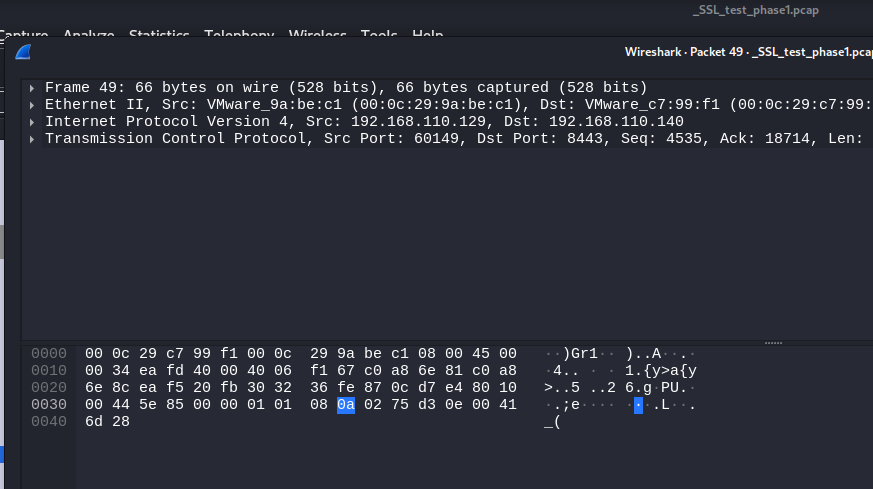 _SSL_test_phase1.pcap
Capture Analyze Statistics Telephony Wireless Tools Help
Wireshark · Packet 49 · _SSL_test_phase1.pcap
Frame 49: 66 bytes on wire (528 bits), 66 bytes captured (528 bits)
Ethernet II, Src: VMware_9a:be:c1 (00:0c:29:9a:be:c1), Dst: VMware_c7:99:f1 (00:0c:29:c7:99:
Internet Protocol Version 4, Src: 192.168.110.129, Dst: 192.168.110.140
Transmission Control Protocol, Src Port: 60149, Dst Port: 8443, Seq: 4535, Ack: 18714, Len:
0000 00 0c 29 c7 99 f1 00 0c 29 9a be c1 08 00 45 00 ··)Gr1·· )..A··.·
0010 00 34 ea fd 40 00 40 06 f1 67 c0 a8 6e 81 c0 a8 ·4.. · · 1.{y>a{y
0020 6e 8c ea f5 20 fb 30 32 36 fe 87 0c d7 e4 80 10 >..5 ..26.g·PU.·
0030 00 44 5e 85 00 00 01 01 08 0a 02 75 d3 0e 00 41 ·.;e···· ···.L··.
0040 6d 28 _(